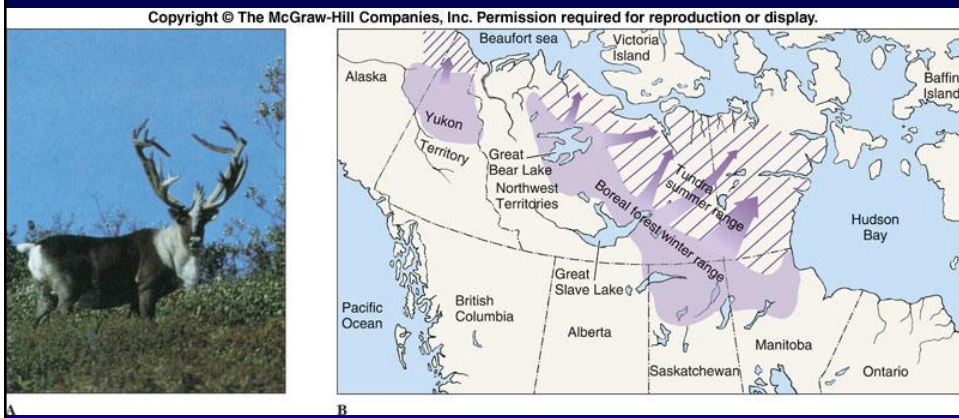 Copyright © The McGraw-Hill Companies, Inc. Permission required for reproduction or display.
Beaufort sea
Victoria
Island
Baffin
Island
Alaska
Yukon
Territory
Great
Bear Lake
Northwest
Territories
Tundra
summer range
Boreal forest winter range
Hudson
Bay
Great
Slave Lake
Pacific
Ocean
British
Columbia
Alberta
Saskatchewan
Manitoba
Ontario
A
B